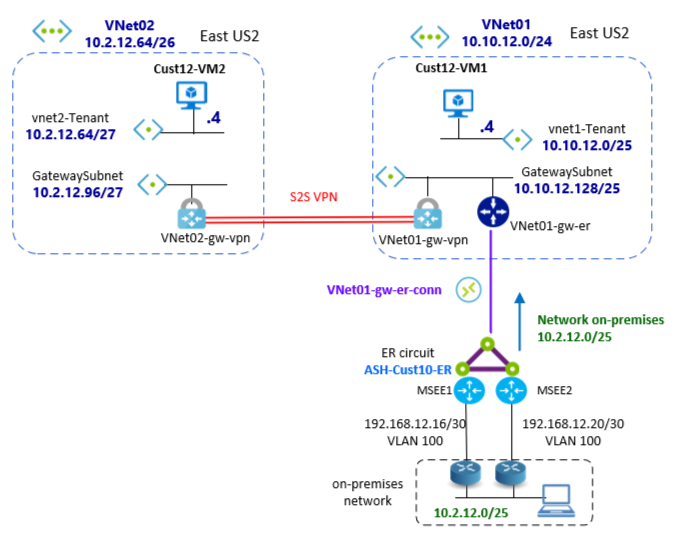 VNet02
10.2.12.64/26
East US2
VNet01
10.10.12.0/24
East US2
Cust12-VM2
.4
vnet2-Tenant
10.2.12.64/27
GatewaySubnet
10.2.12.96/27
VNet02-gw-vpn
S2S VPN
Cust12-VM1
.4
vnet1-Tenant
10.10.12.0/25
GatewaySubnet
10.10.12.128/25
VNet01-gw-vpn
VNet01-gw-er
VNet01-gw-er-conn
Network on-premises
10.2.12.0/25
ER circuit
ASH-Cust10-ER
MSEE1
MSEE2
192.168.12.16/30
VLAN 100
192.168.12.20/30
VLAN 100
on-premises
network
10.2.12.0/25